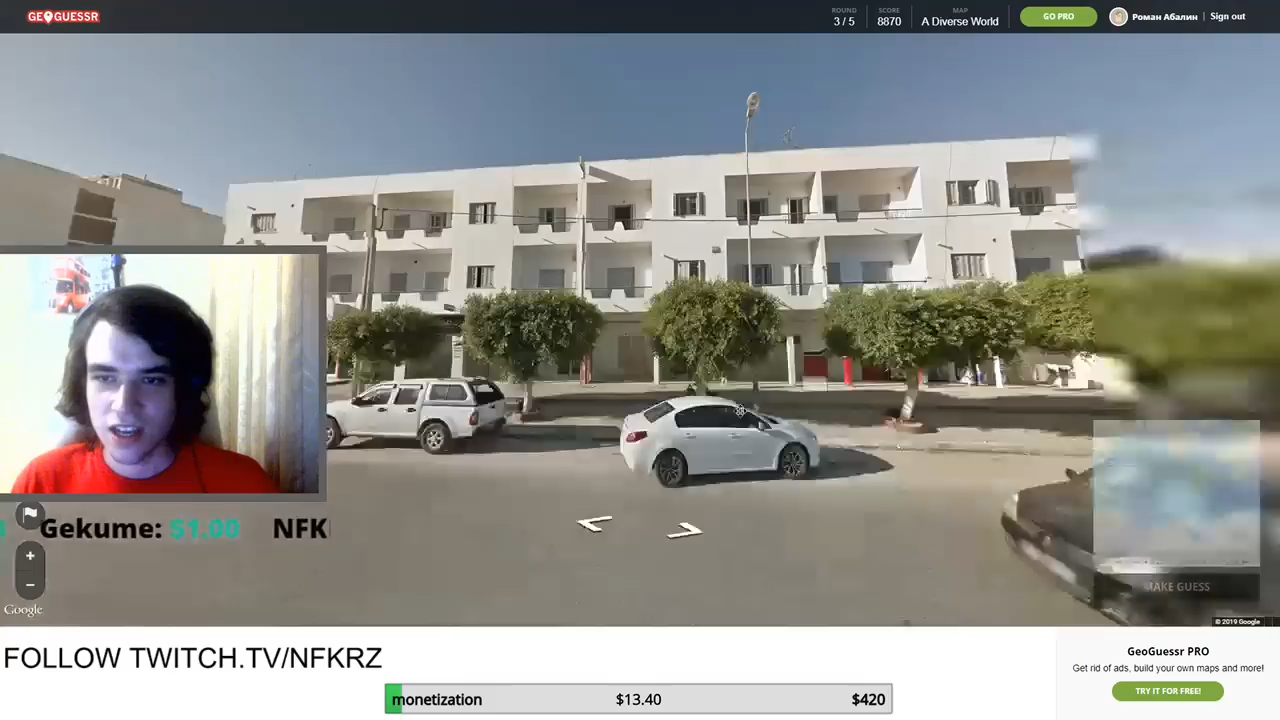 GEOGUESSR
ROUND
3 / 5
SCORE
8870
MAP
A Diverse World
GO PRO
Роман Абалин
Sign out
Gekume: $1.00 NFK
+
−
Google
MAKE GUESS
© 2019 Google
FOLLOW TWITCH.TV/NFKRZ
monetization
$13.40
$420
GeoGuessr PRO
Get rid of ads, build your own maps and more!
TRY IT FOR FREE!